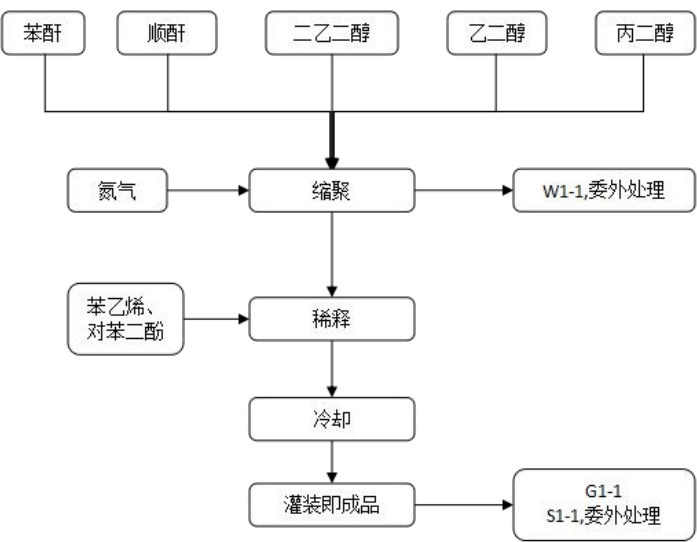 苯酐
顺酐
二乙二醇
乙二醇
丙二醇
氮气
缩聚
W1-1,委外处理
苯乙烯、
对苯二酚
稀释
冷却
灌装即成品
G1-1
S1-1,委外处理